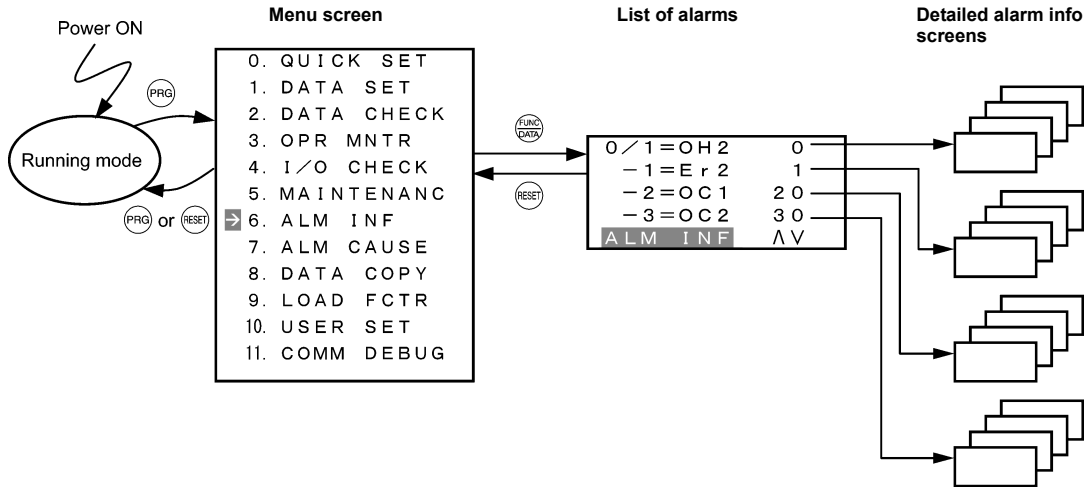 Menu screen
List of alarms
Detailed alarm info
screens
Power ON
PRG
Running mode
PRG or RESET
0. QUICK SET
1. DATA SET
2. DATA CHECK
3. OPR MNTR
4. I/O CHECK
5. MAINTENANC
→ 6. ALM INF
7. ALM CAUSE
8. DATA COPY
9. LOAD FCTR
10. USER SET
11. COMM DEBUG
FUNC
DATA
RESET
0/1=OH2 0
-1=Er2 1
-2=OC1 20
-3=OC2 30
ALM INF ∧∨